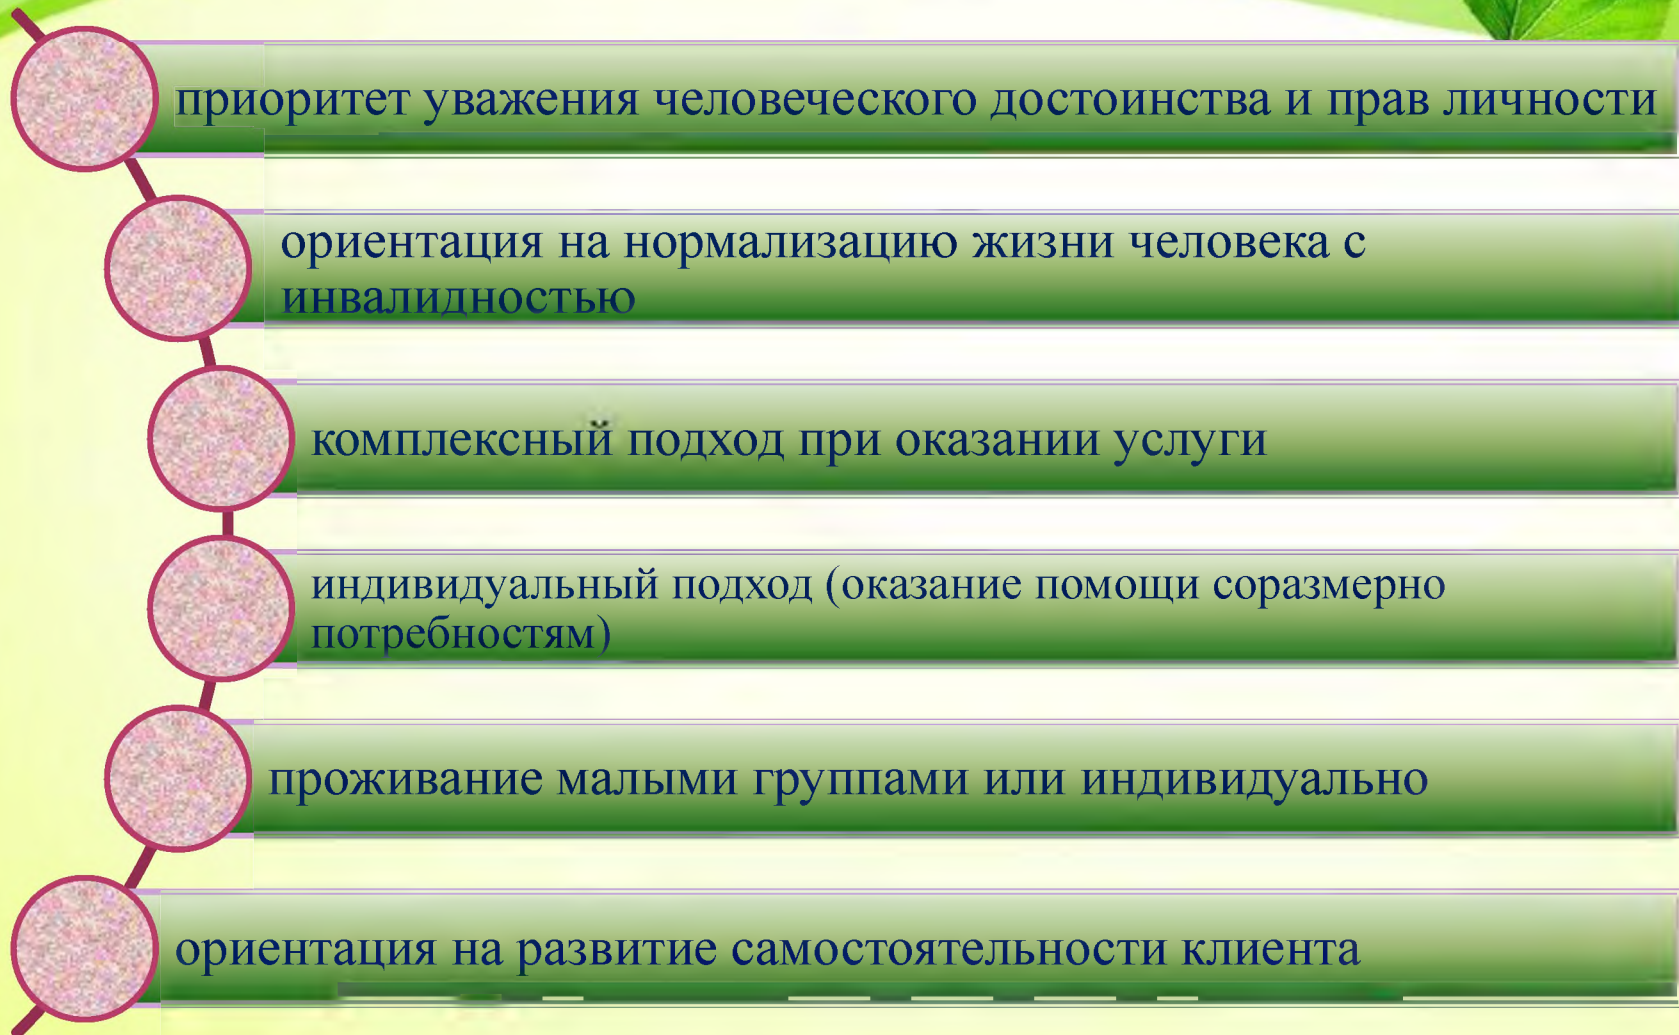 приоритет уважения человеческого достоинства и прав личности
ориентация на нормализацию жизни человека с
инвалидностью
комплексный подход при оказании услуги
индивидуальный подход (оказание помощи соразмерно
потребностям)
проживание малыми группами или индивидуально
ориентация на развитие самостоятельности клиента